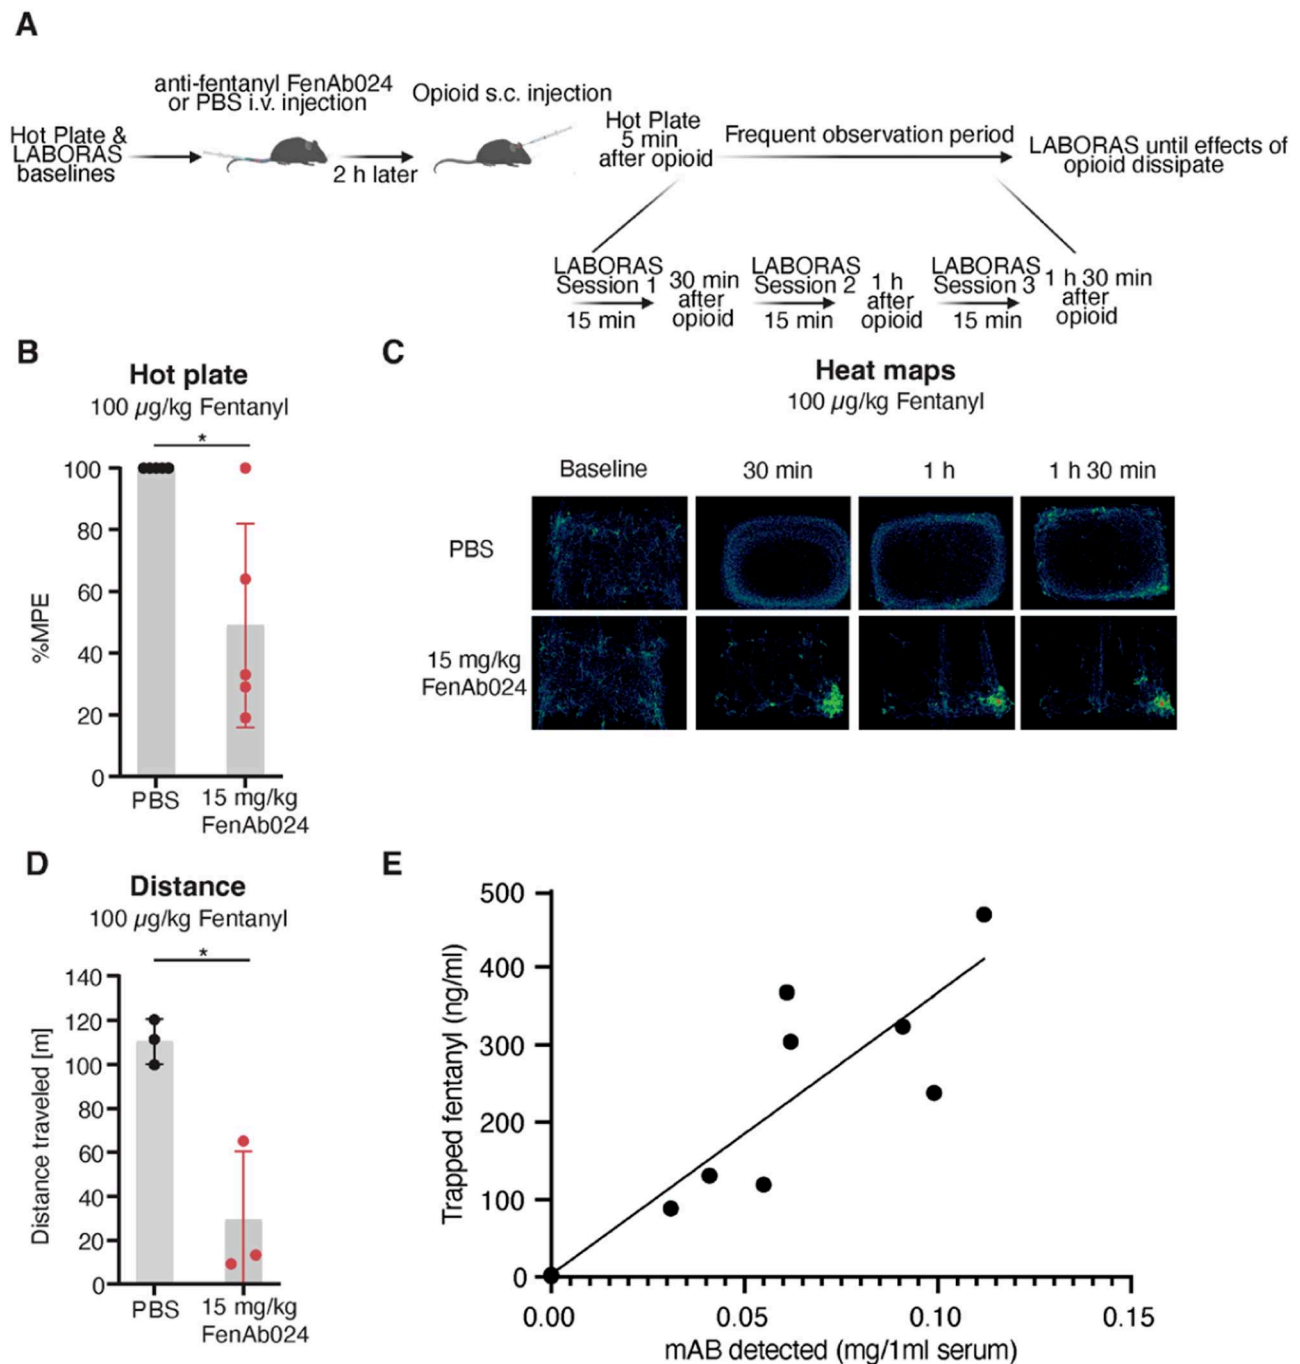 A
Hot Plate &
LABORAS
baselines
anti-fentanyl FenAb024
or PBS i.v. injection
2 h later
Opioid s.c. injection
Hot Plate
5 min
after opioid
Frequent observation period
LABORAS until effects of
opioid dissipate
LABORAS
Session 1
15 min
30 min
after
opioid
LABORAS
Session 2
15 min
1 h
after
opioid
LABORAS
Session 3
15 min
1 h 30 min
after
opioid
B
Hot plate
100 µg/kg Fentanyl
*
%MPE
100
80
60
40
20
0
PBS
15 mg/kg
FenAb024
C
Heat maps
100 µg/kg Fentanyl
Baseline
30 min
1 h
1 h 30 min
PBS
15 mg/kg
FenAb024
D
Distance
100 µg/kg Fentanyl
*
Distance traveled [m]
140
120
100
80
60
40
20
0
PBS
15 mg/kg
FenAb024
E
Trapped fentanyl (ng/ml)
500
400
300
200
100
0
0.00
0.05
0.10
0.15
mAB detected (mg/1ml serum)